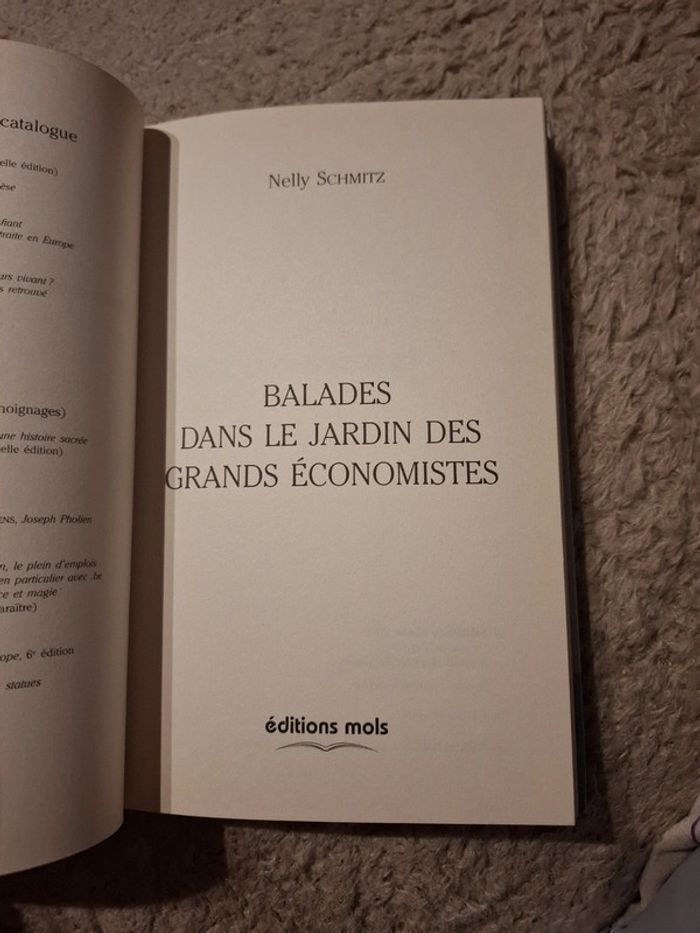 catalogue
elle édition)
èse
fiant
traite en Europe
urs vivant ?
s retrouvé
noignages)
une histoire sacrée
elle édition)
ENS, Joseph Pholien
n, le plein d'emplois
en particulier avec .be
ce et magie
araître)
ope, 6e édition
statues
Nelly SCHMITZ
BALADES
DANS LE JARDIN DES
GRANDS ÉCONOMISTES
éditions mols